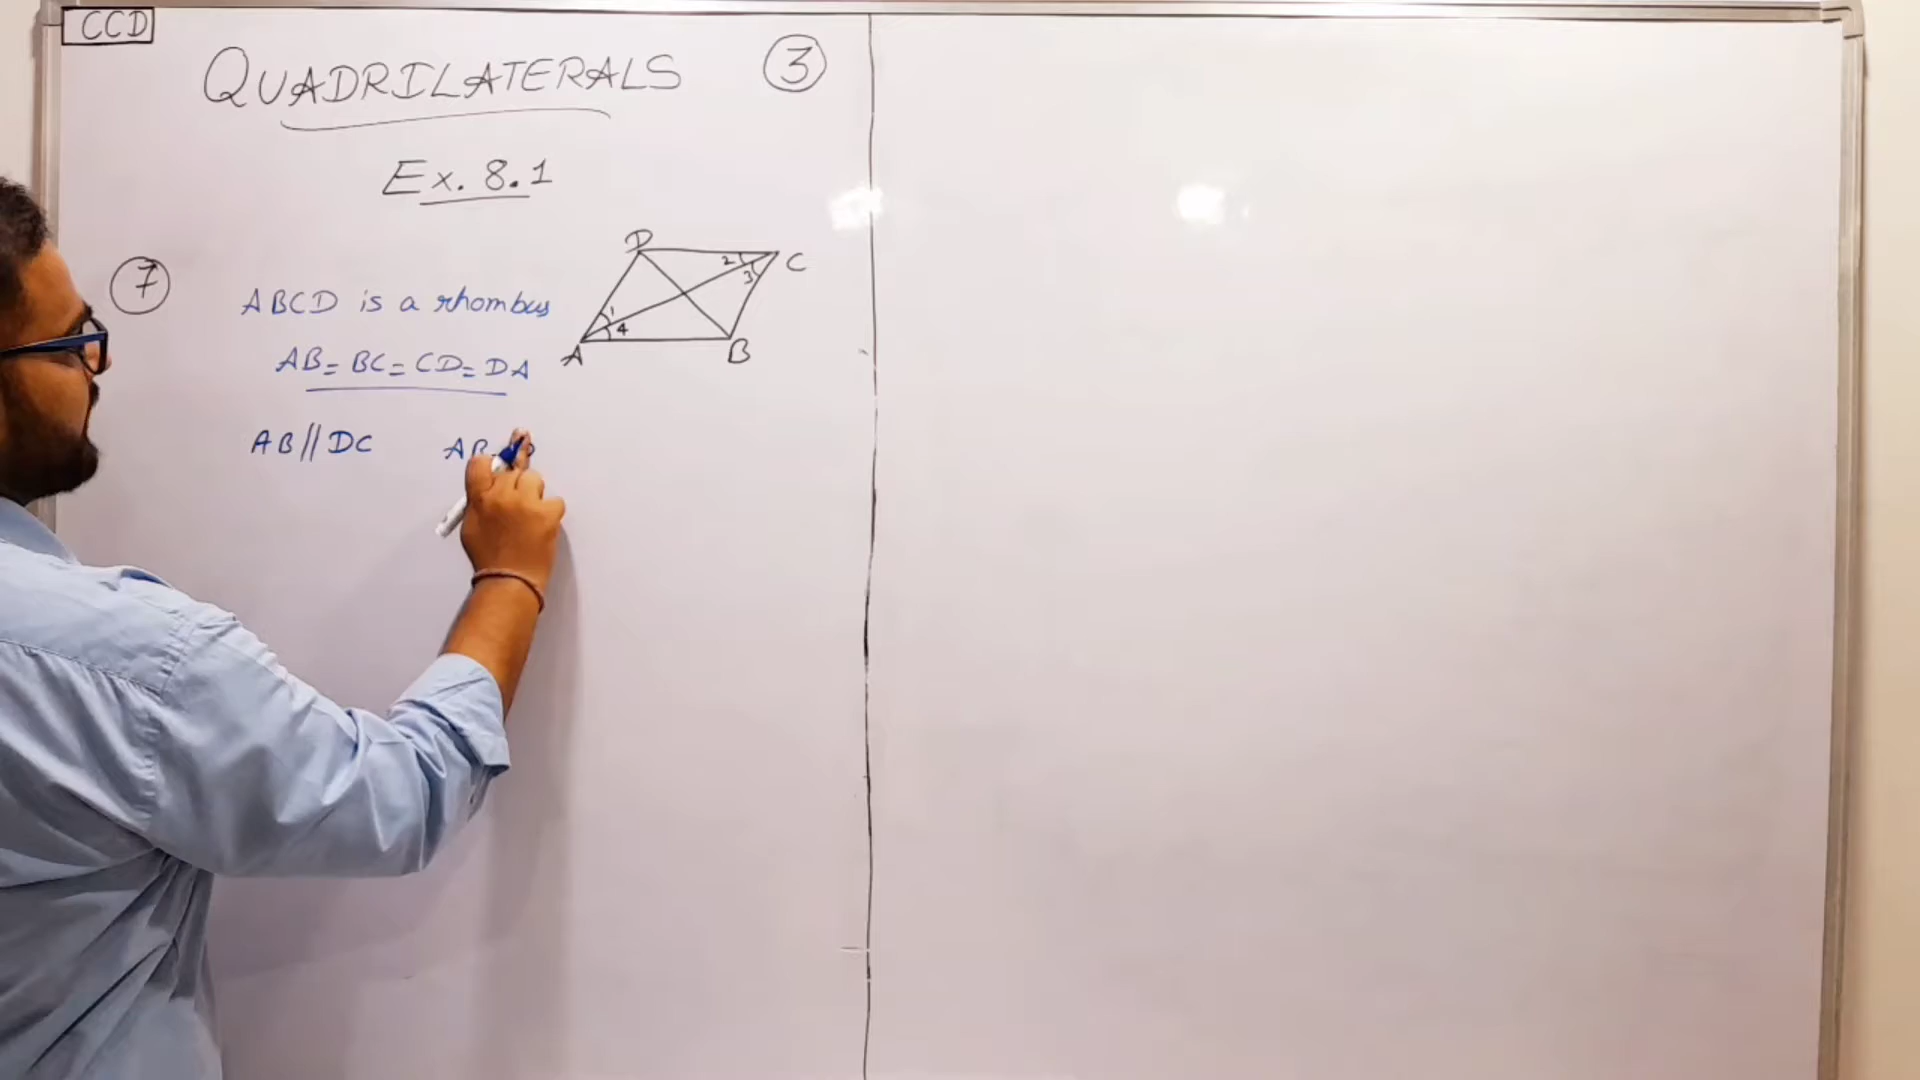 CCD
QUADRILATERALS
3
Ex. 8.1
7
ABCD is a rhombus
AB = BC = CD = DA
AB // DC
D
C
2
3
1
4
A
B